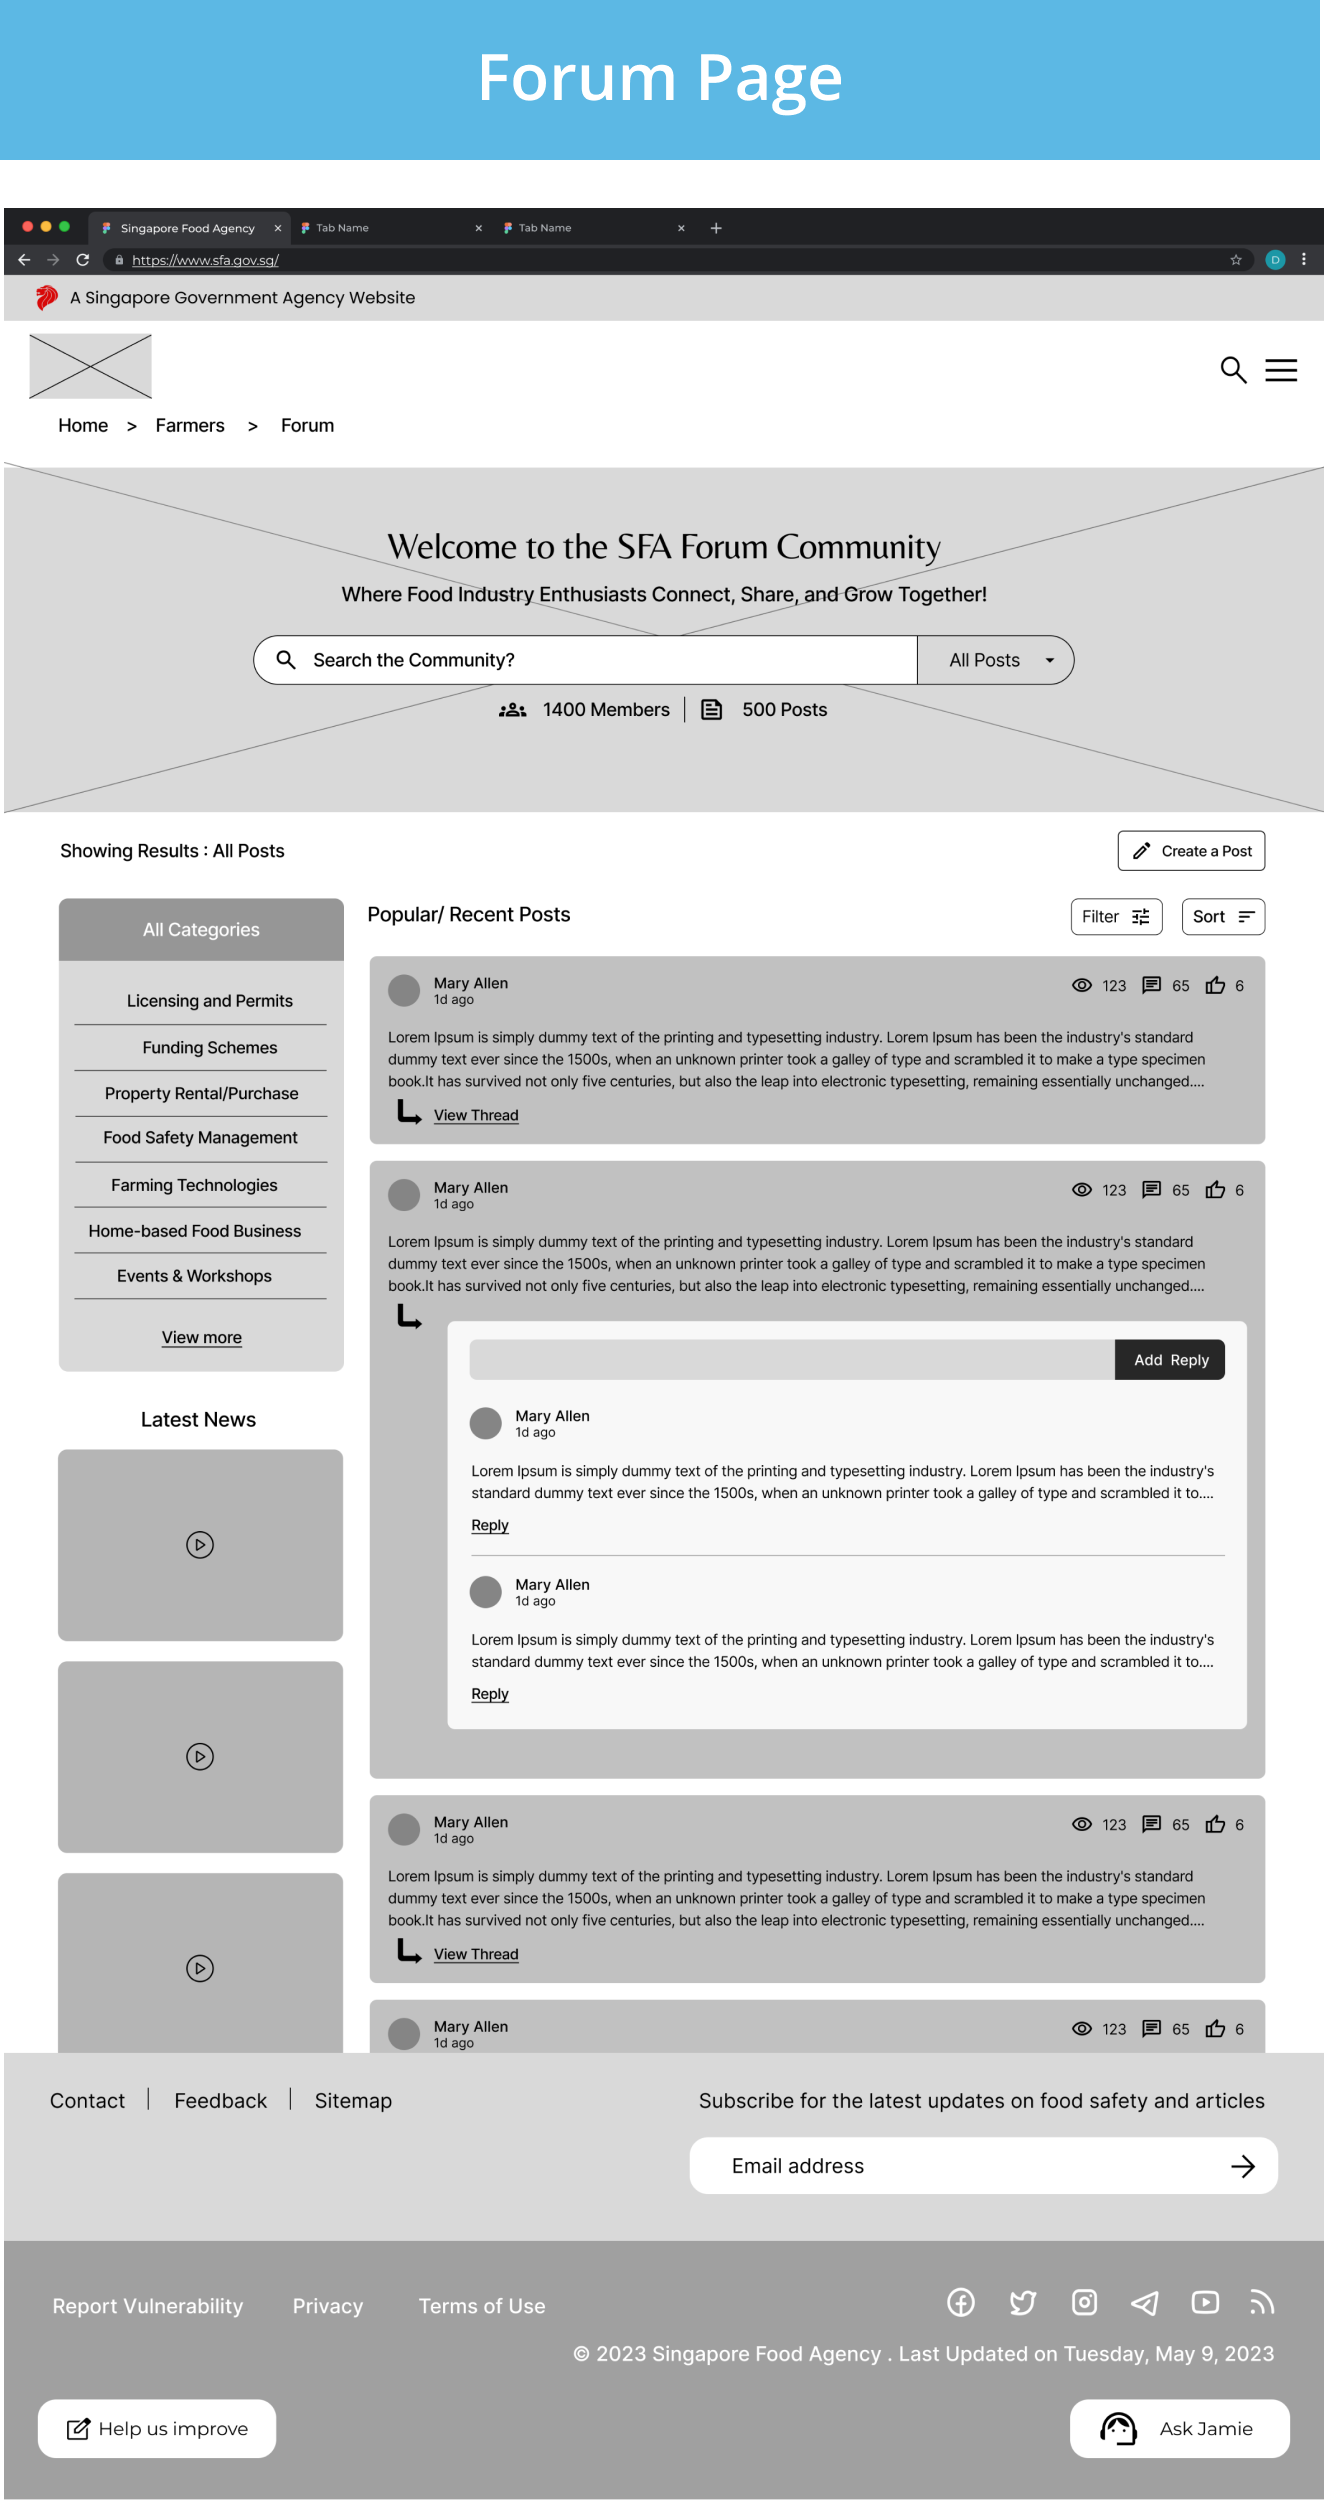 Forum Page
Singapore Food Agency
Tab Name
Tab Name
https://www.sfa.gov.sg/
D
A Singapore Government Agency Website
Home > Farmers > Forum
Welcome to the SFA Forum Community
Where Food Industry Enthusiasts Connect, Share, and Grow Together!
Search the Community?
All Posts
1400 Members
500 Posts
Showing Results : All Posts
Create a Post
All Categories
Licensing and Permits
Funding Schemes
Property Rental/Purchase
Food Safety Management
Farming Technologies
Home-based Food Business
Events & Workshops
View more
Latest News
Popular/ Recent Posts
Filter
Sort
Mary Allen
1d ago
123 65 6
Lorem Ipsum is simply dummy text of the printing and typesetting industry. Lorem Ipsum has been the industry's standard
dummy text ever since the 1500s, when an unknown printer took a galley of type and scrambled it to make a type specimen
book.It has survived not only five centuries, but also the leap into electronic typesetting, remaining essentially unchanged....
View Thread
Mary Allen
1d ago
123 65 6
Lorem Ipsum is simply dummy text of the printing and typesetting industry. Lorem Ipsum has been the industry's standard
dummy text ever since the 1500s, when an unknown printer took a galley of type and scrambled it to make a type specimen
book.It has survived not only five centuries, but also the leap into electronic typesetting, remaining essentially unchanged....
Add Reply
Mary Allen
1d ago
Lorem Ipsum is simply dummy text of the printing and typesetting industry. Lorem Ipsum has been the industry's
standard dummy text ever since the 1500s, when an unknown printer took a galley of type and scrambled it to....
Reply
Mary Allen
1d ago
Lorem Ipsum is simply dummy text of the printing and typesetting industry. Lorem Ipsum has been the industry's
standard dummy text ever since the 1500s, when an unknown printer took a galley of type and scrambled it to....
Reply
Mary Allen
1d ago
123 65 6
Lorem Ipsum is simply dummy text of the printing and typesetting industry. Lorem Ipsum has been the industry's standard
dummy text ever since the 1500s, when an unknown printer took a galley of type and scrambled it to make a type specimen
book.It has survived not only five centuries, but also the leap into electronic typesetting, remaining essentially unchanged....
View Thread
Mary Allen
1d ago
123 65 6
Contact | Feedback | Sitemap
Subscribe for the latest updates on food safety and articles
Email address
Report Vulnerability Privacy Terms of Use
© 2023 Singapore Food Agency . Last Updated on Tuesday, May 9, 2023
Help us improve
Ask Jamie